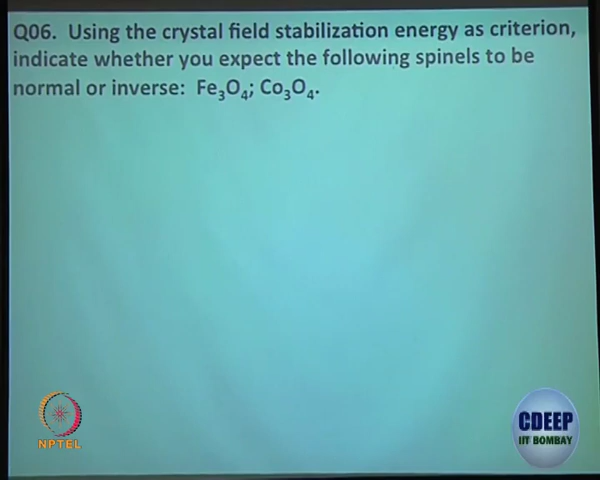 Q06. Using the crystal field stabilization energy as criterion,
indicate whether you expect the following spinels to be
normal or inverse: Fe₃O₄; Co₃O₄.
NPTEL
CDEEP
IIT BOMBAY